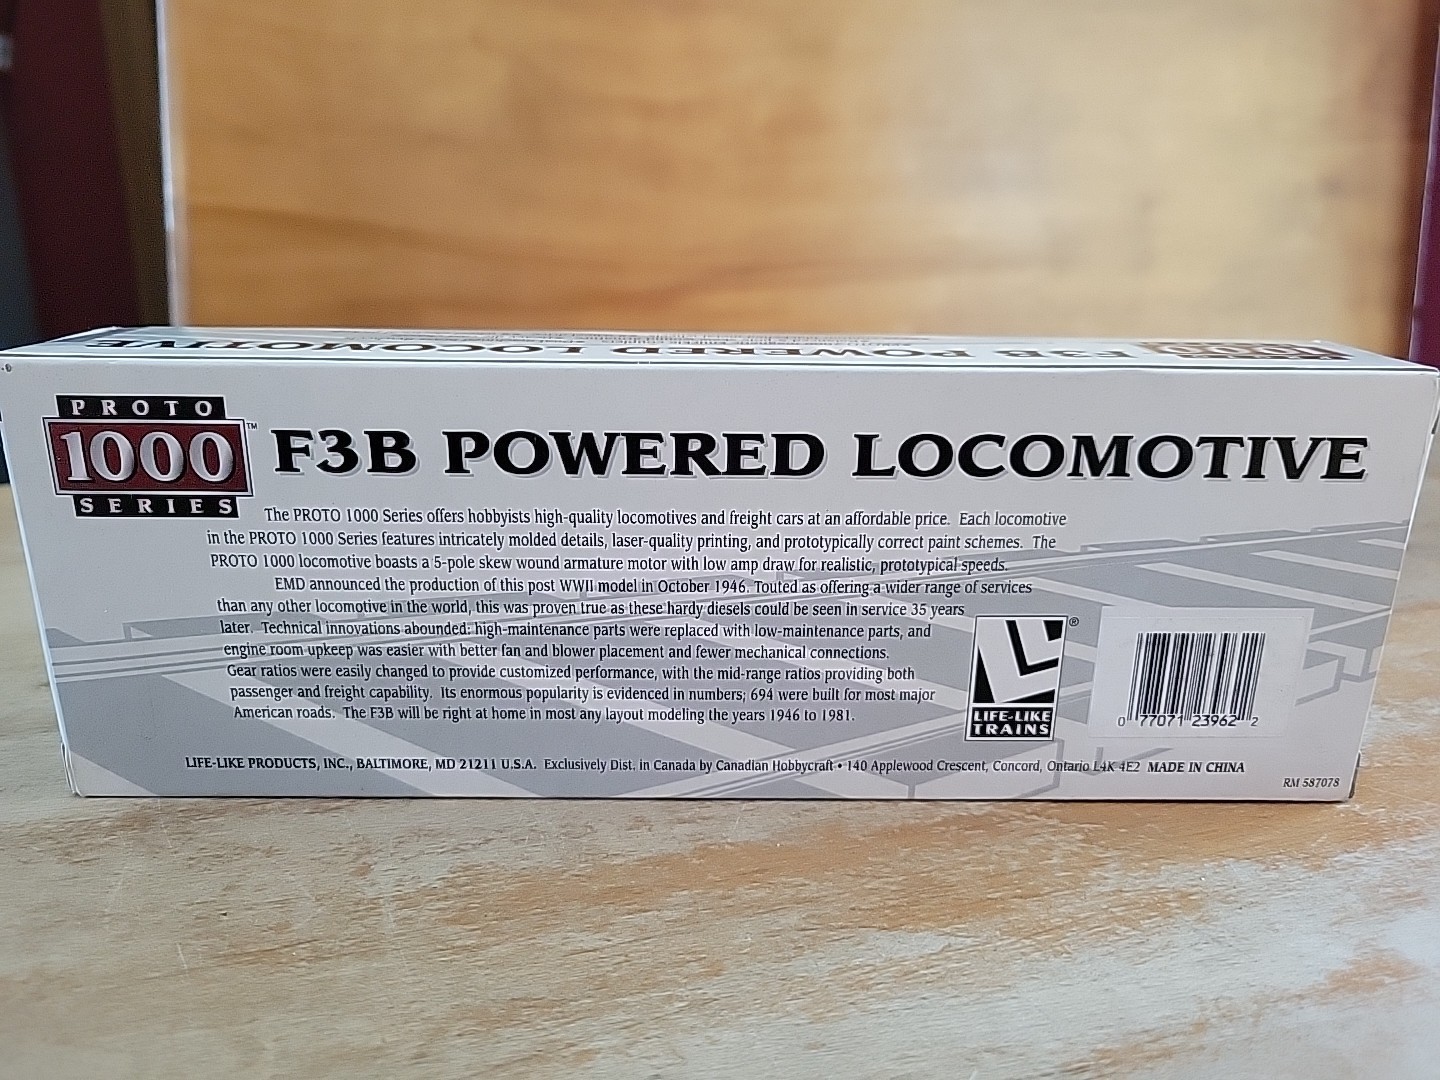 F3B POWERED LOCOMOTIVE
PROTO
1000™
SERIES
F3B POWERED LOCOMOTIVE
The PROTO 1000 Series offers hobbyists high-quality locomotives and freight cars at an affordable price. Each locomotive
in the PROTO 1000 Series features intricately molded details, laser-quality printing, and prototypically correct paint schemes. The
PROTO 1000 locomotive boasts a 5-pole skew wound armature motor with low amp draw for realistic, prototypical speeds.
EMD announced the production of this post WWII model in October 1946. Touted as offering a wider range of services
than any other locomotive in the world, this was proven true as these hardy diesels could be seen in service 35 years
later. Technical innovations abounded: high-maintenance parts were replaced with low-maintenance parts, and
engine room upkeep was easier with better fan and blower placement and fewer mechanical connections.
Gear ratios were easily changed to provide customized performance, with the mid-range ratios providing both
passenger and freight capability. Its enormous popularity is evidenced in numbers; 694 were built for most major
American roads. The F3B will be right at home in most any layout modeling the years 1946 to 1981.
®
LIFE-LIKE
TRAINS
0 77071 23962 2
LIFE-LIKE PRODUCTS, INC., BALTIMORE, MD 21211 U.S.A. Exclusively Dist. in Canada by Canadian Hobbycraft • 140 Applewood Crescent, Concord, Ontario L4K 4E2 MADE IN CHINA
RM 587078